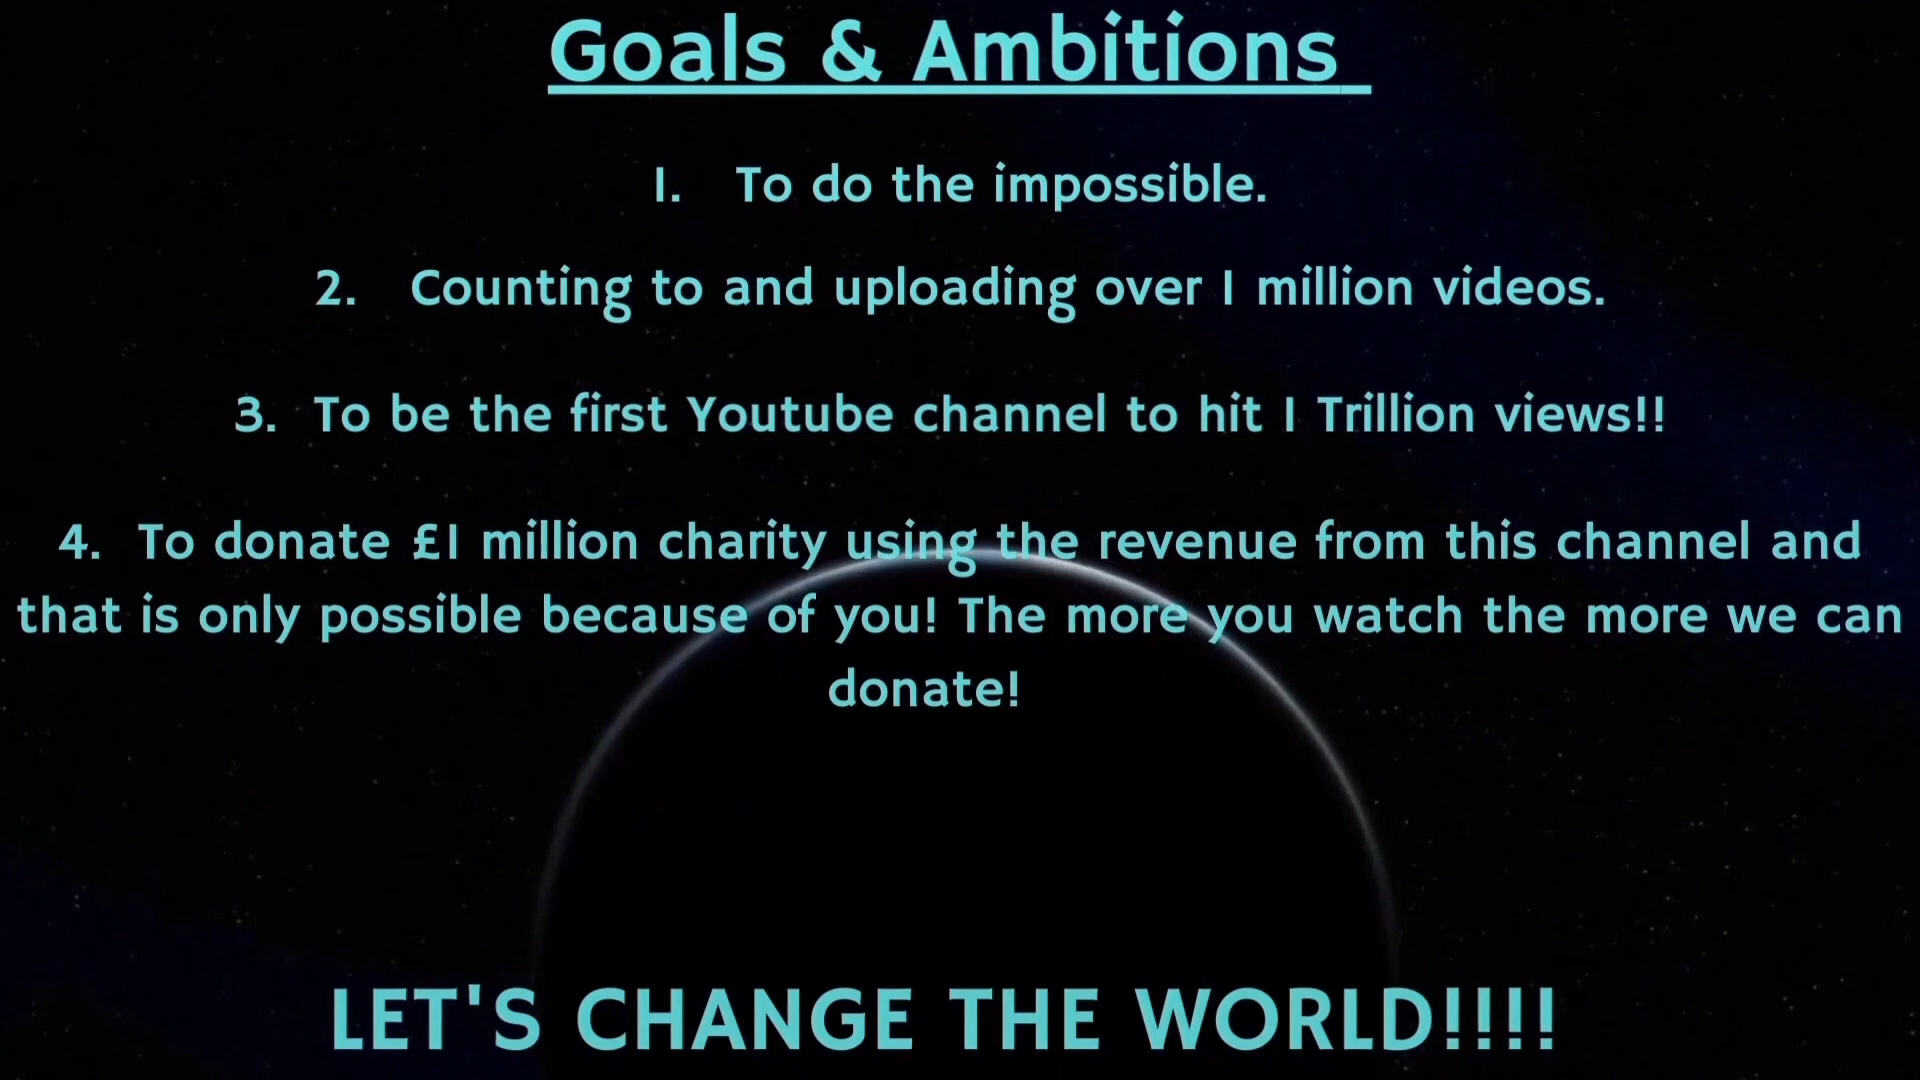 Goals & Ambitions
1. To do the impossible.
2. Counting to and uploading over 1 million videos.
3. To be the first Youtube channel to hit 1 Trillion views!!
4. To donate £1 million charity using the revenue from this channel and
that is only possible because of you! The more you watch the more we can
donate!
LET'S CHANGE THE WORLD!!!!